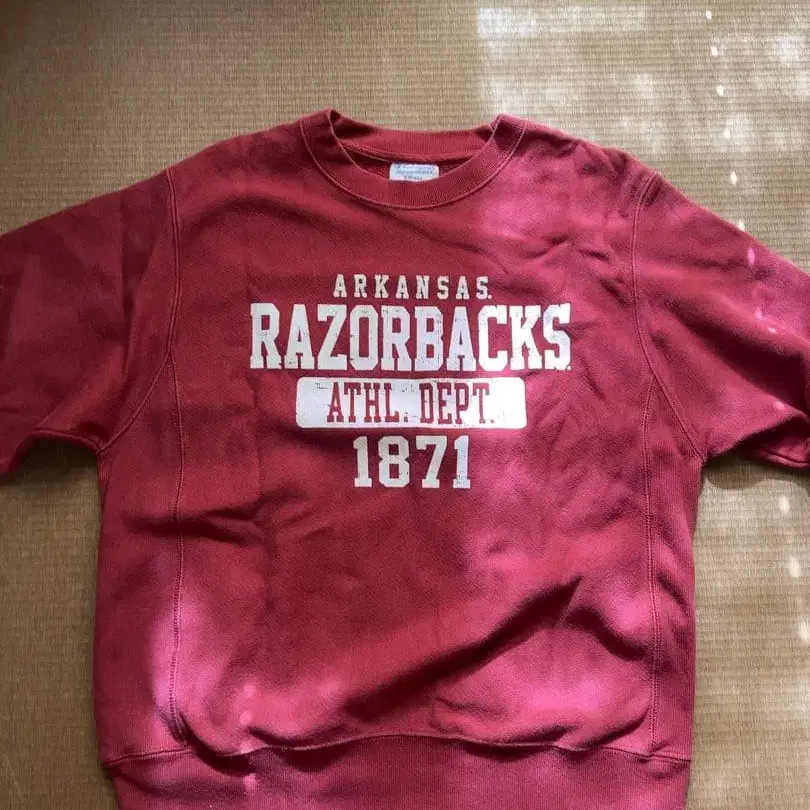 ARKANSAS.
RAZORBACKS
ATHL. DEPT.
1871